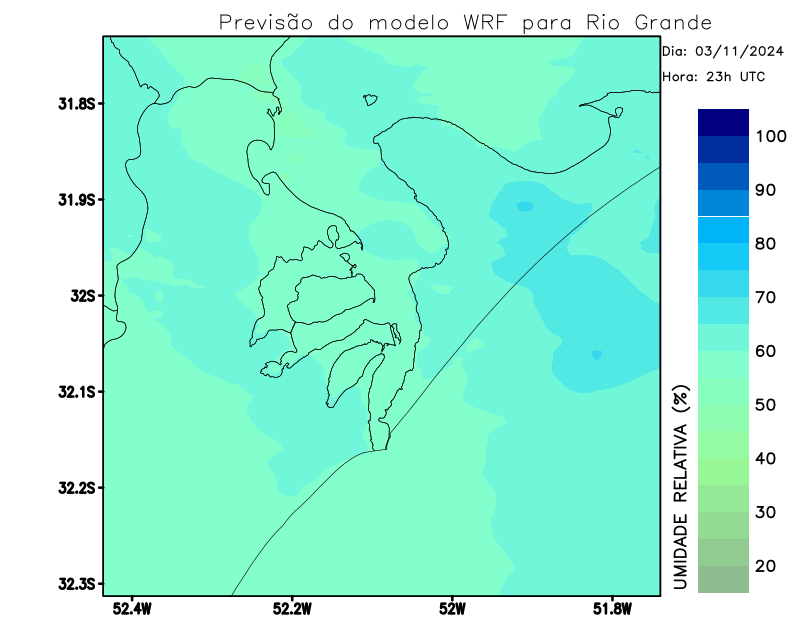 Previsão do modelo WRF para Rio Grande
Dia: 03/11/2024
Hora: 23h UTC
31.8S
31.9S
32S
32.1S
32.2S
32.3S
52.4W
52.2W
52W
51.8W
100
90
80
70
60
50
40
30
20
UMIDADE RELATIVA (%)